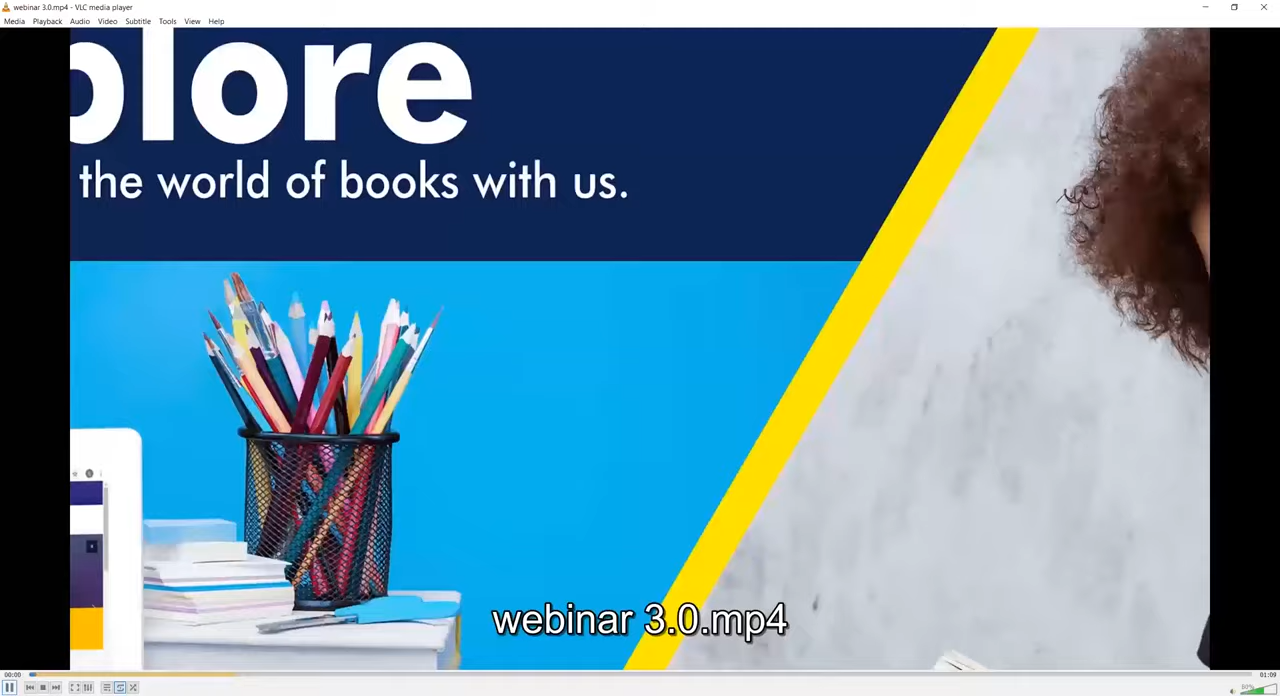 webinar 3.0.mp4 - VLC media player
Media Playback Audio Video Subtitle Tools View Help
plore
the world of books with us.
webinar 3.0.mp4
00:00
01:09
80%